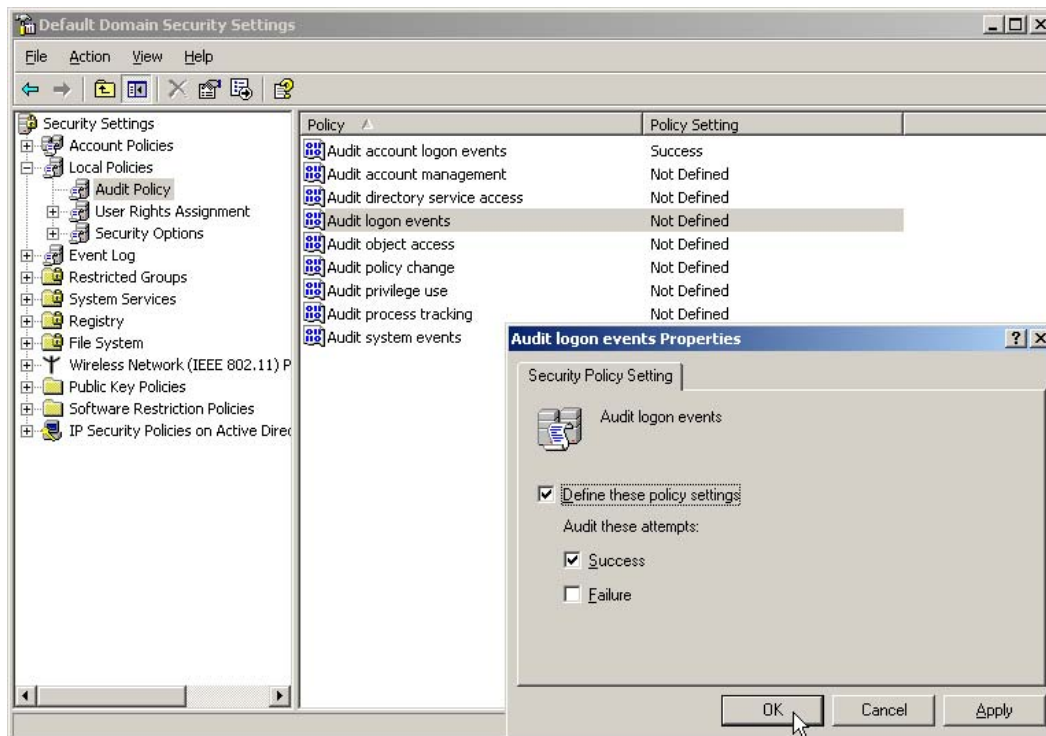 Default Domain Security Settings
File Action View Help
Security Settings
Account Policies
Local Policies
Audit Policy
User Rights Assignment
Security Options
Event Log
Restricted Groups
System Services
Registry
File System
Wireless Network (IEEE 802.11) P
Public Key Policies
Software Restriction Policies
IP Security Policies on Active Direc
Policy Policy Setting
Audit account logon events Success
Audit account management Not Defined
Audit directory service access Not Defined
Audit logon events Not Defined
Audit object access Not Defined
Audit policy change Not Defined
Audit privilege use Not Defined
Audit process tracking Not Defined
Audit system events
Audit logon events Properties
Security Policy Setting
Audit logon events
Define these policy settings
Audit these attempts:
Success
Failure
OK Cancel Apply